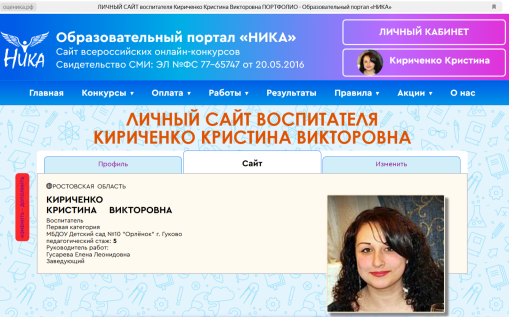 оценика.рф
ЛИЧНЫЙ САЙТ воспитателя Кириченко Кристина Викторовна ПОРТФОЛИО - Образовательный портал «НИКА»
НИКА
Образовательный портал «НИКА»
Сайт всероссийских онлайн-конкурсов
Свидетельство СМИ: ЭЛ №ФС 77-65747 от 20.05.2016
ЛИЧНЫЙ КАБИНЕТ
Кириченко Кристина
Главная Конкурсы ▾ Оплата ▾ Работы ▾ Результаты Правила ▾ Акции ▾ О нас
ЛИЧНЫЙ САЙТ ВОСПИТАТЕЛЯ
КИРИЧЕНКО КРИСТИНА ВИКТОРОВНА
Профиль Сайт Изменить
РОСТОВСКАЯ ОБЛАСТЬ
КИРИЧЕНКО
КРИСТИНА ВИКТОРОВНА
Воспитатель
Первая категория
МБДОУ Детский сад №10 "Орлёнок" г. Гуково
педагогический стаж: 5
Руководитель работ:
Гусарева Елена Леонидовна
Заведующий